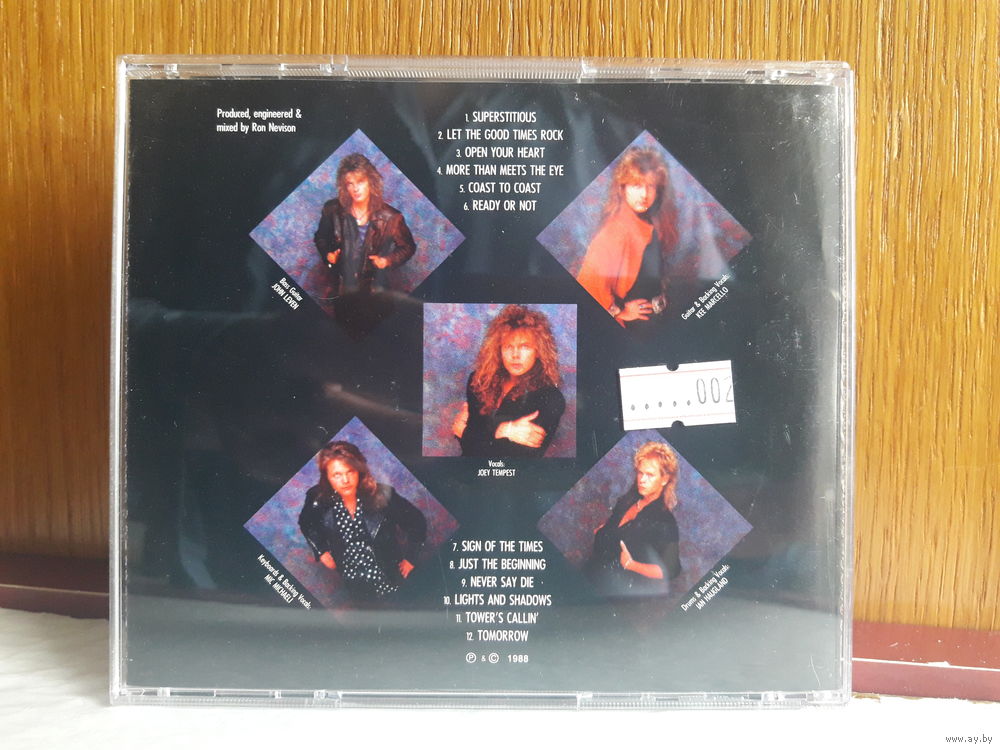 Produced, engineered &
mixed by Ron Nevison
1. SUPERSTITIOUS
2. LET THE GOOD TIMES ROCK
3. OPEN YOUR HEART
4. MORE THAN MEETS THE EYE
5. COAST TO COAST
6. READY OR NOT
Bass Guitar
JOHN LEVEN
Guitar & Backing Vocals:
KEE MARCELLO
.....002
Vocals:
JOEY TEMPEST
Keyboards & Backing Vocals:
MIC MICHAELI
Drums & Backing Vocals:
IAN HAUGLAND
7. SIGN OF THE TIMES
8. JUST THE BEGINNING
9. NEVER SAY DIE
10. LIGHTS AND SHADOWS
11. TOWER'S CALLIN'
12. TOMORROW
℗ & © 1988
www.ay.by